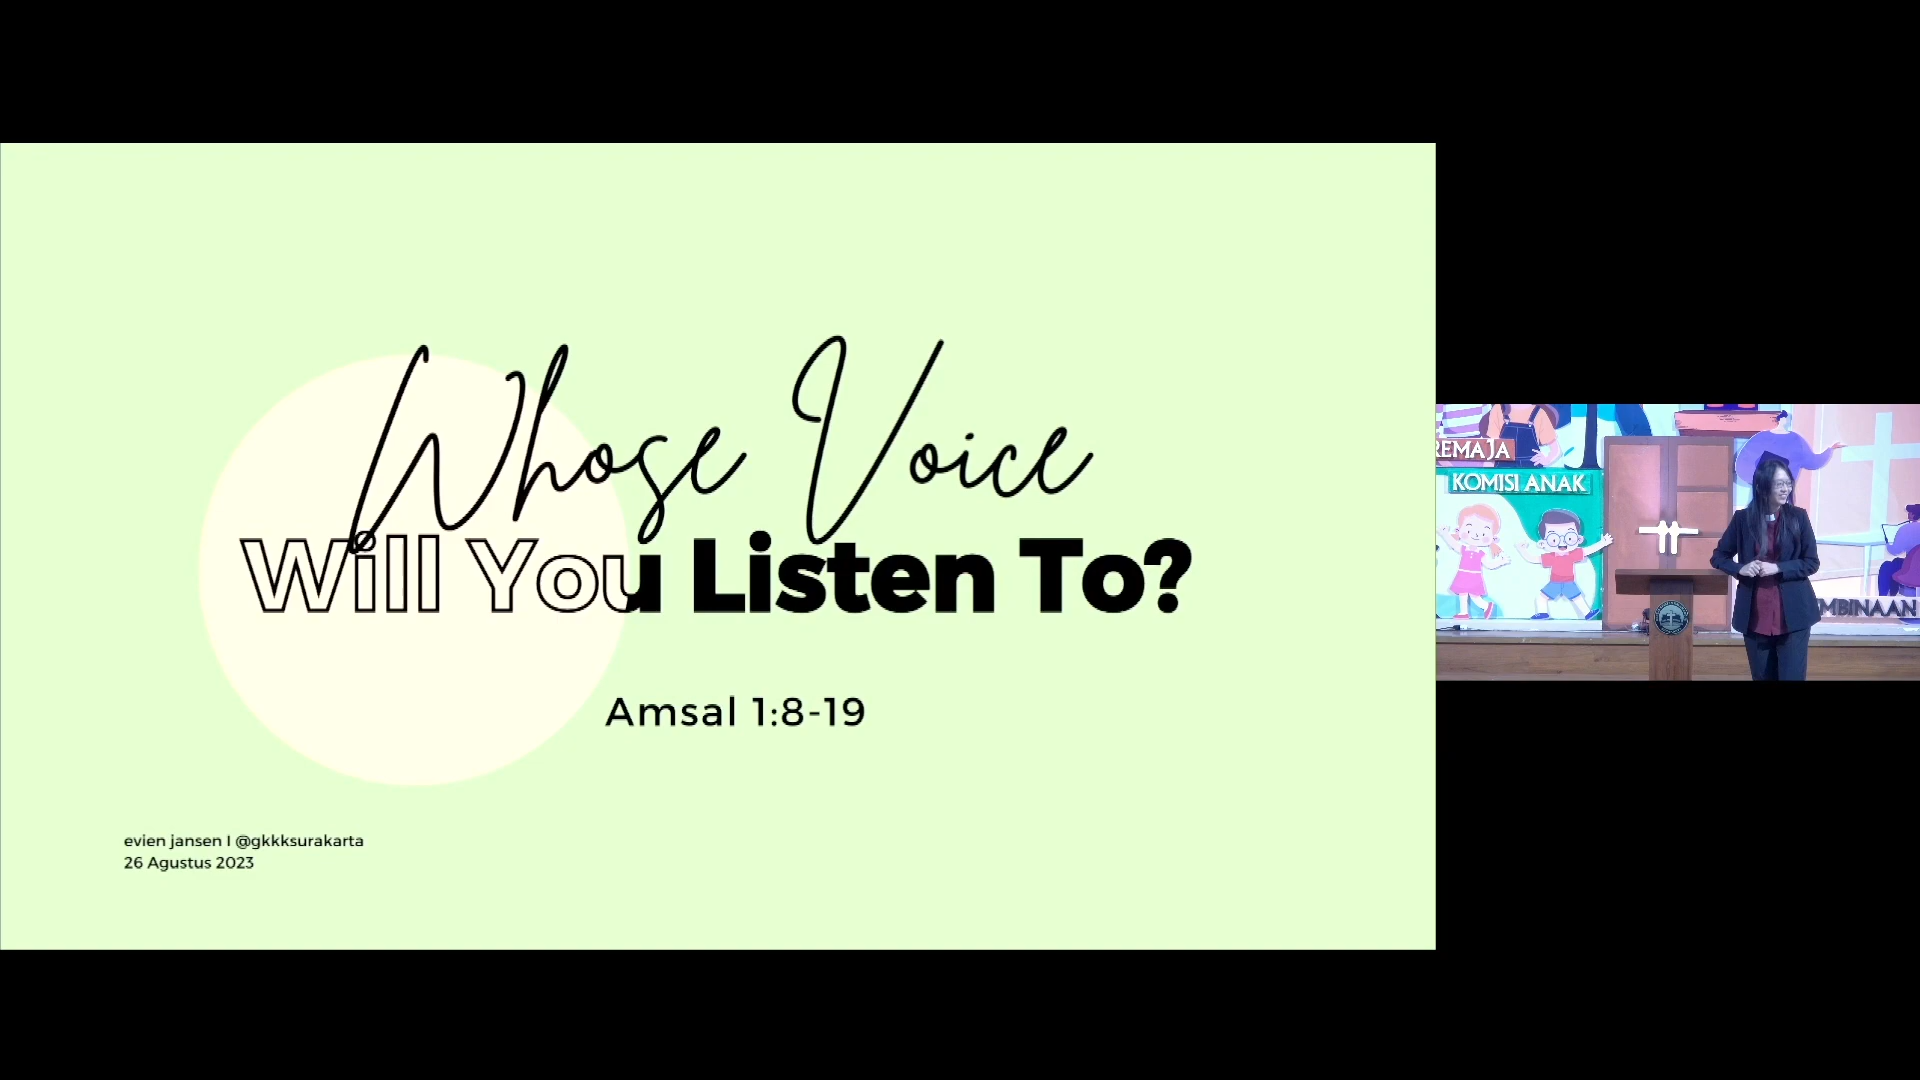 Whose Voice
Will You Listen To?
Amsal 1:8-19
evien jansen I @gkkksurakarta
26 Agustus 2023
REMAJA
KOMISI ANAK
MBINAAN